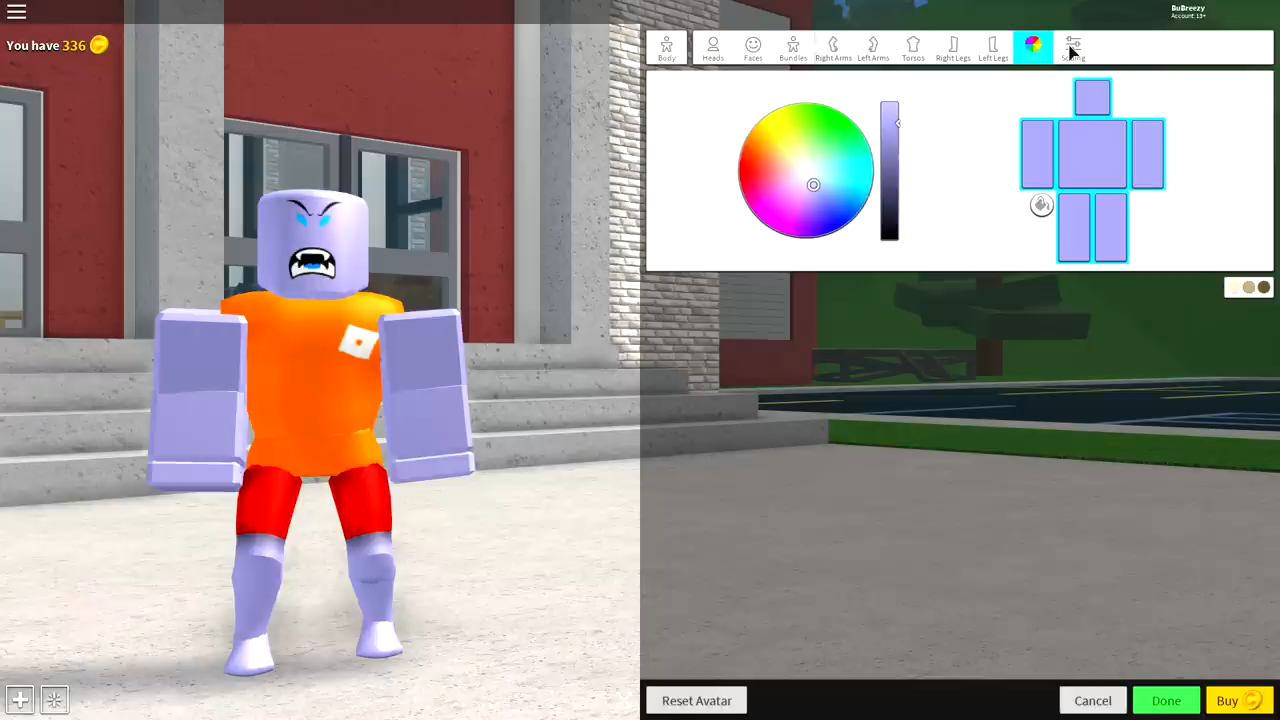 BuBreezy
Account: 13+
You have 336
Body
Heads
Faces
Bundles
Right Arms
Left Arms
Torsos
Right Legs
Left Legs
Reset Avatar
Cancel
Done
Buy